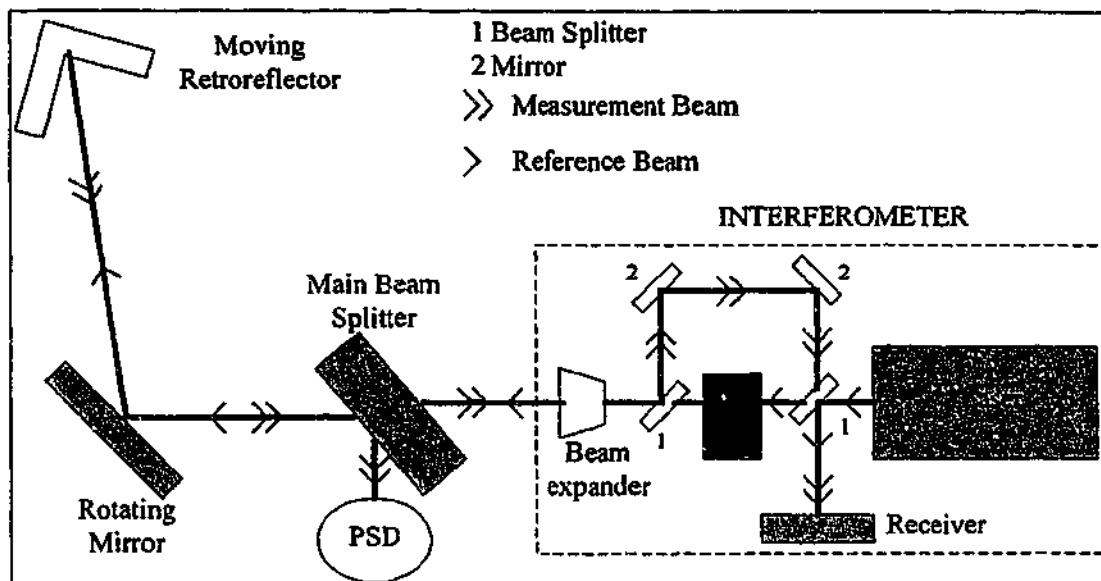 Moving
Retroreflector
1 Beam Splitter
2 Mirror
Measurement Beam
Reference Beam
INTERFEROMETER
2
2
Main Beam
Splitter
1
1
Beam
expander
Rotating
Mirror
PSD
Receiver